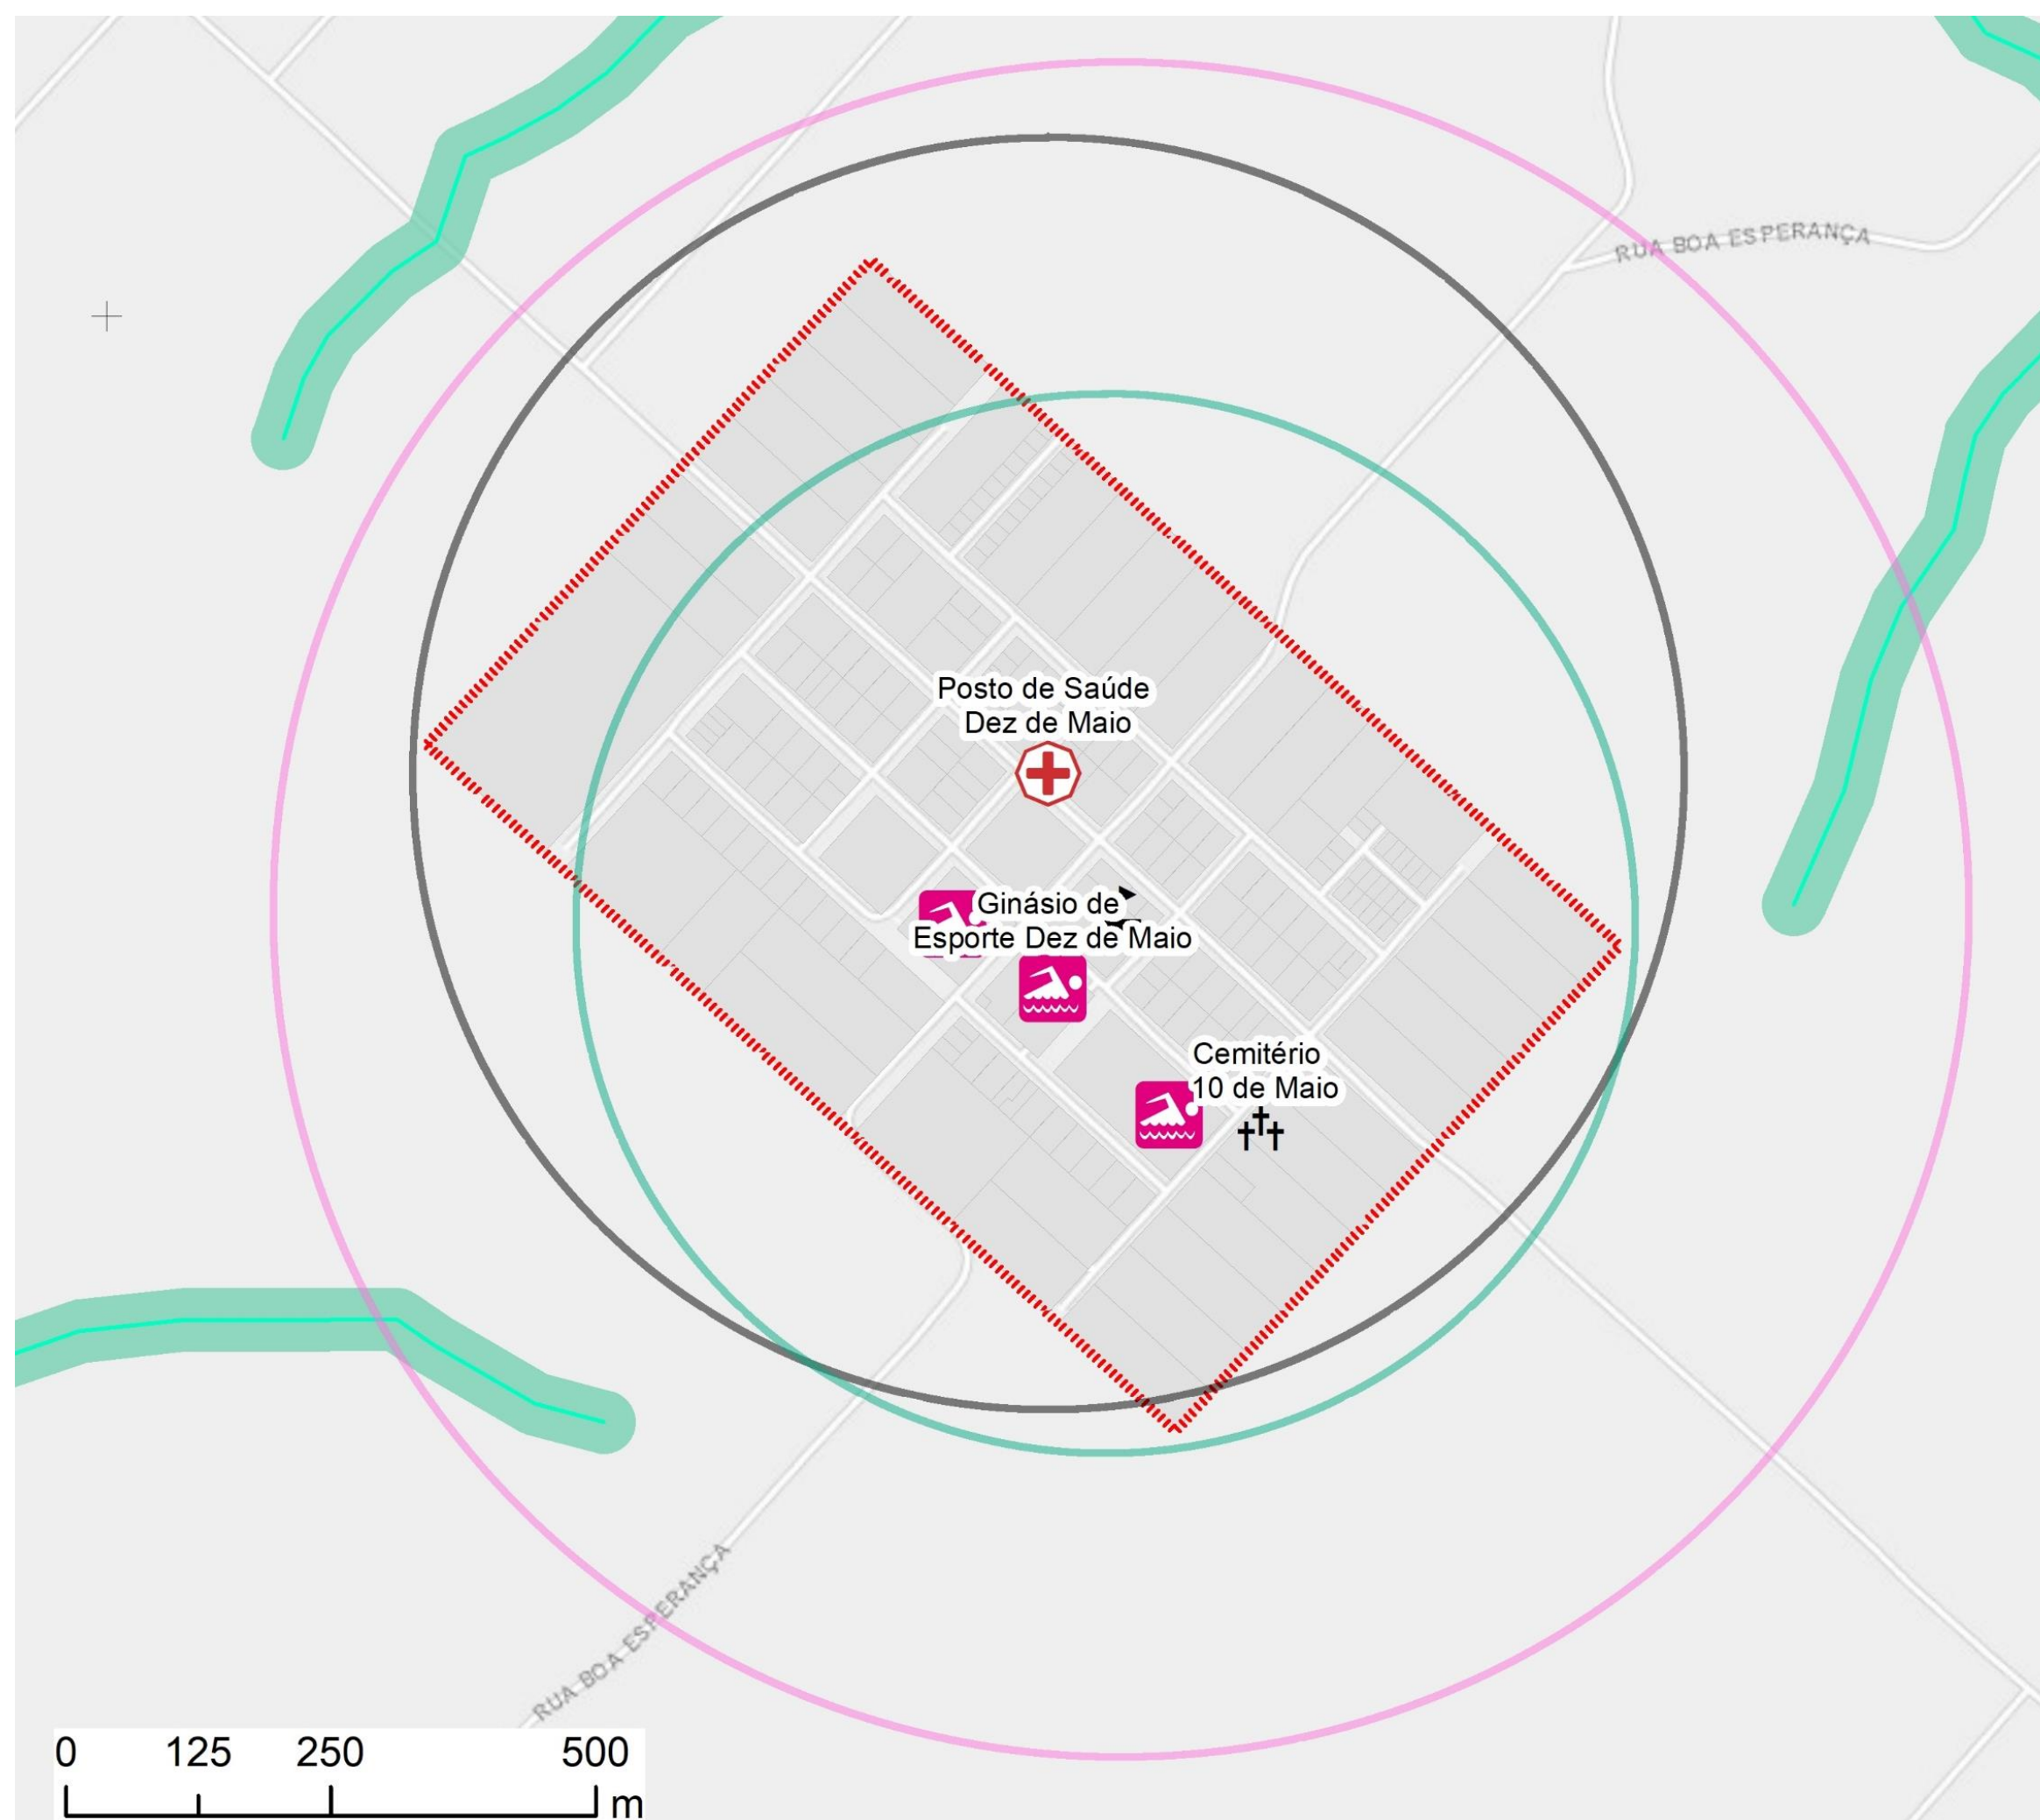 RUA BOA ESPERANÇA
Posto de Saúde
Dez de Maio
Ginásio de
Esporte Dez de Maio
Cemitério
10 de Maio
RUA BOA ESPERANÇA
0 125 250 500
m